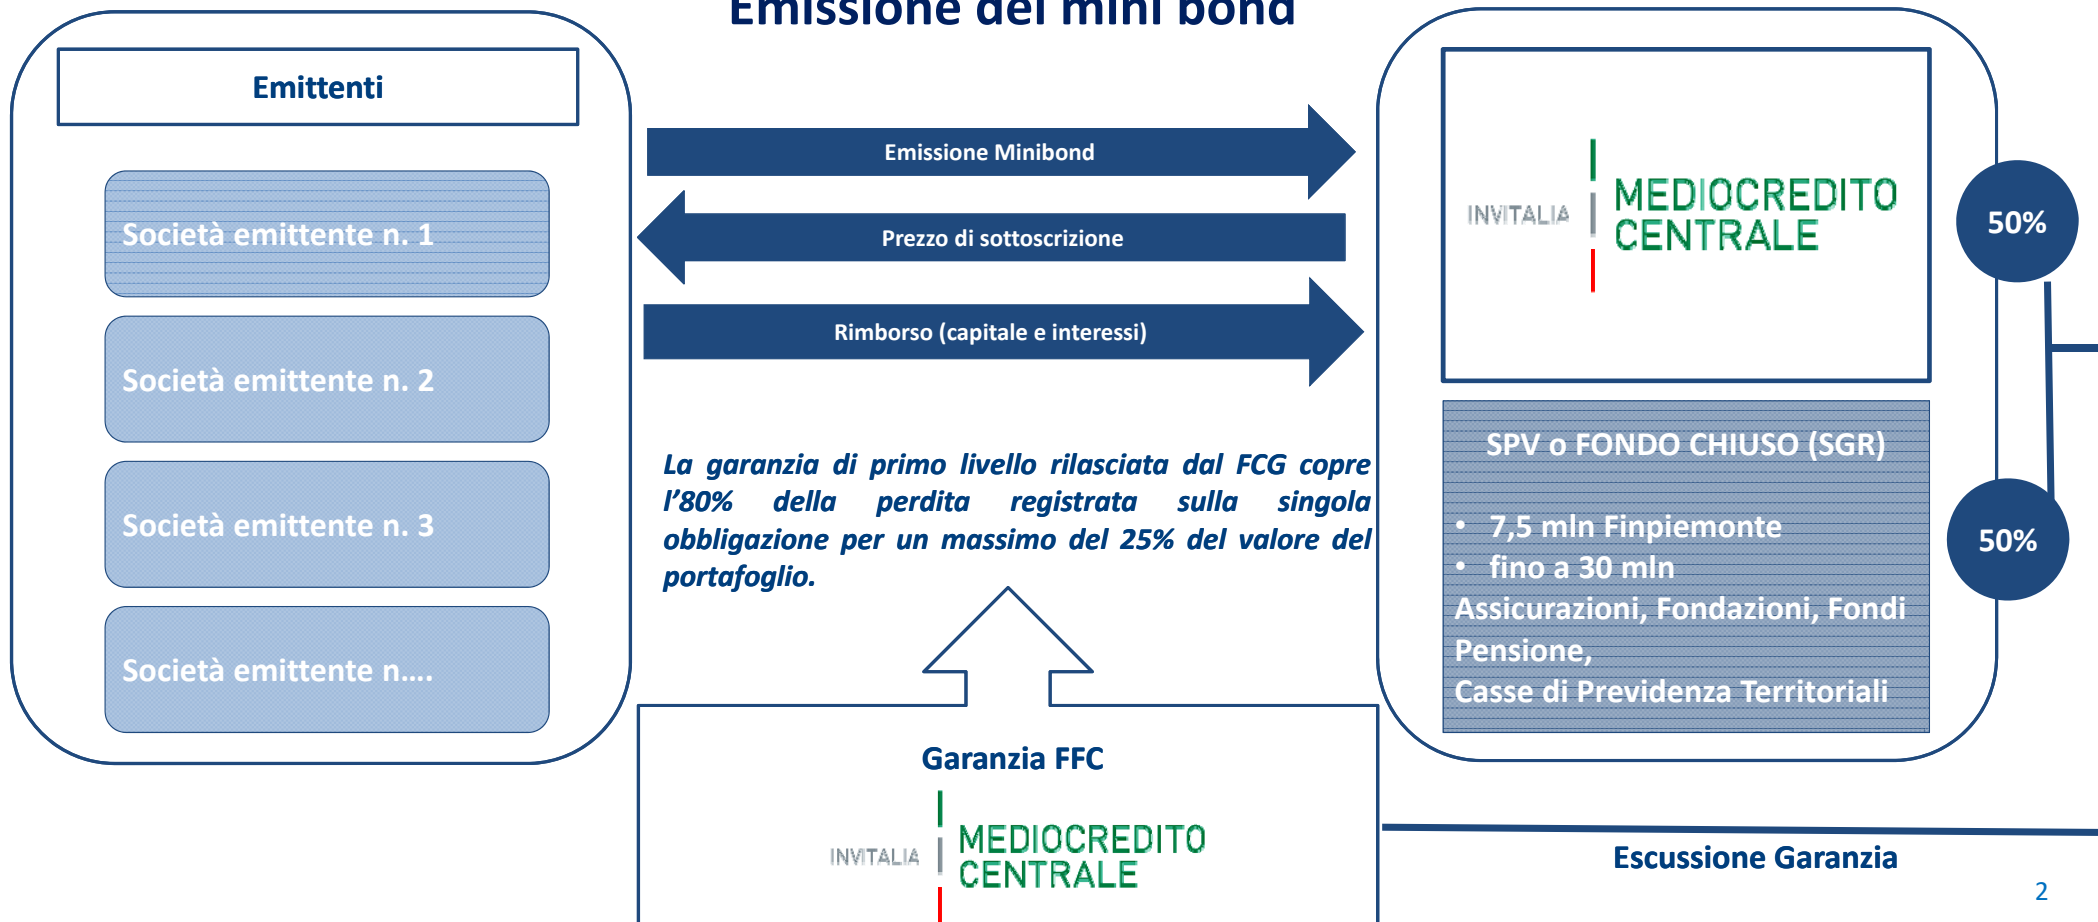 Emissione dei mini bond
Emittenti
Società emittente n. 1
Società emittente n. 2
Società emittente n. 3
Società emittente n....
Emissione Minibond
Prezzo di sottoscrizione
Rimborso (capitale e interessi)
La garanzia di primo livello rilasciata dal FCG copre
l’80% della perdita registrata sulla singola
obbligazione per un massimo del 25% del valore del
portafoglio.
Garanzia FFC
INVITALIA
MEDIOCREDITO
CENTRALE
INVITALIA
MEDIOCREDITO
CENTRALE
50%
SPV o FONDO CHIUSO (SGR)
• 7,5 mln Finpiemonte
• fino a 30 mln
Assicurazioni, Fondazioni, Fondi
Pensione,
Casse di Previdenza Territoriali
50%
Escussione Garanzia
2